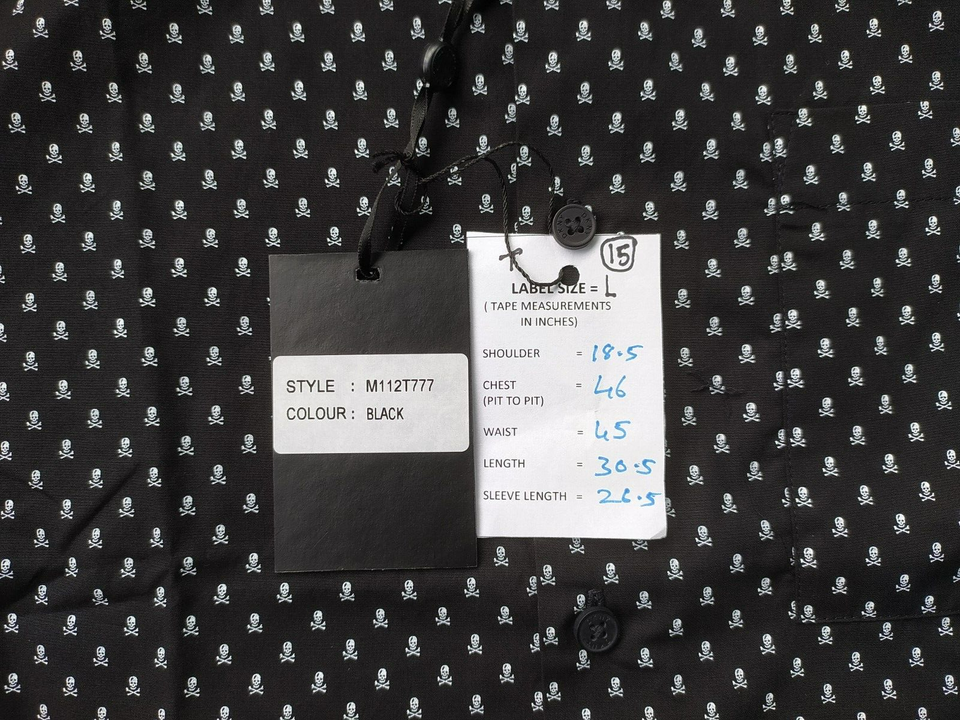 STYLE : M112T777
COLOUR : BLACK
15
LABEL SIZE = L
( TAPE MEASUREMENTS
IN INCHES)
SHOULDER = 18.5
CHEST = 46
(PIT TO PIT)
WAIST = 45
LENGTH = 30.5
SLEEVE LENGTH = 26.5